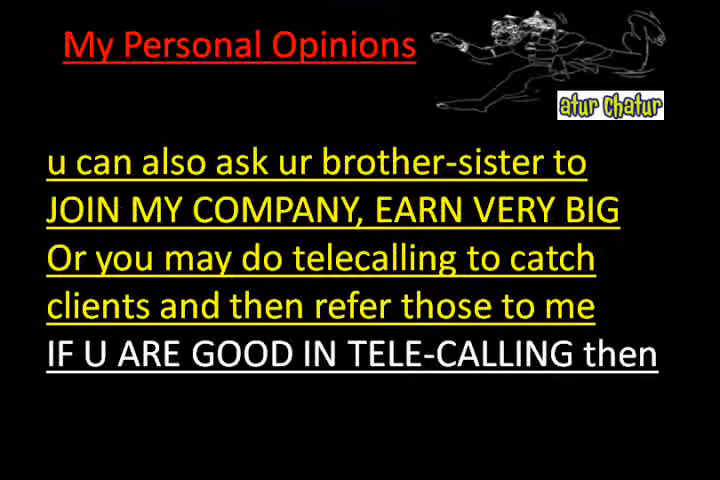 My Personal Opinions
atur Chatur
u can also ask ur brother-sister to
JOIN MY COMPANY, EARN VERY BIG
Or you may do telecalling to catch
clients and then refer those to me
IF U ARE GOOD IN TELE-CALLING then